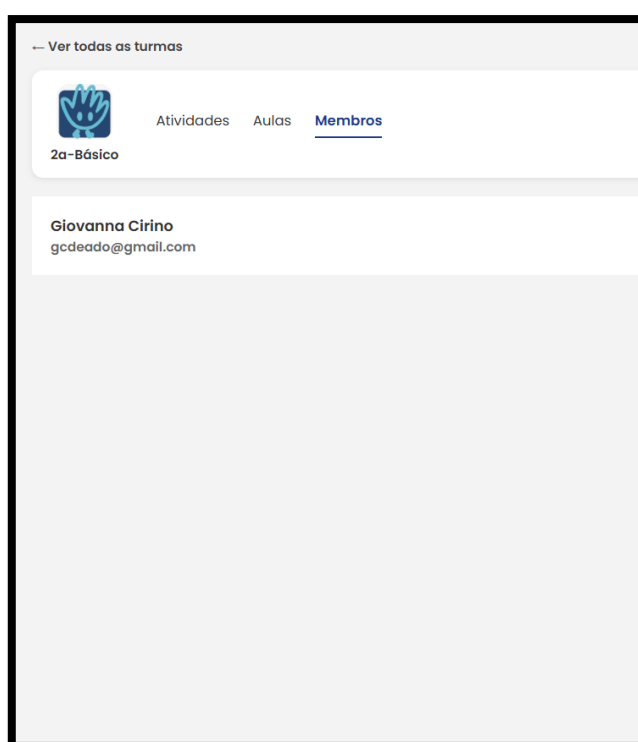 ← Ver todas as turmas
Atividades Aulas Membros
2a-Básico
Giovanna Cirino
gcdeado@gmail.com